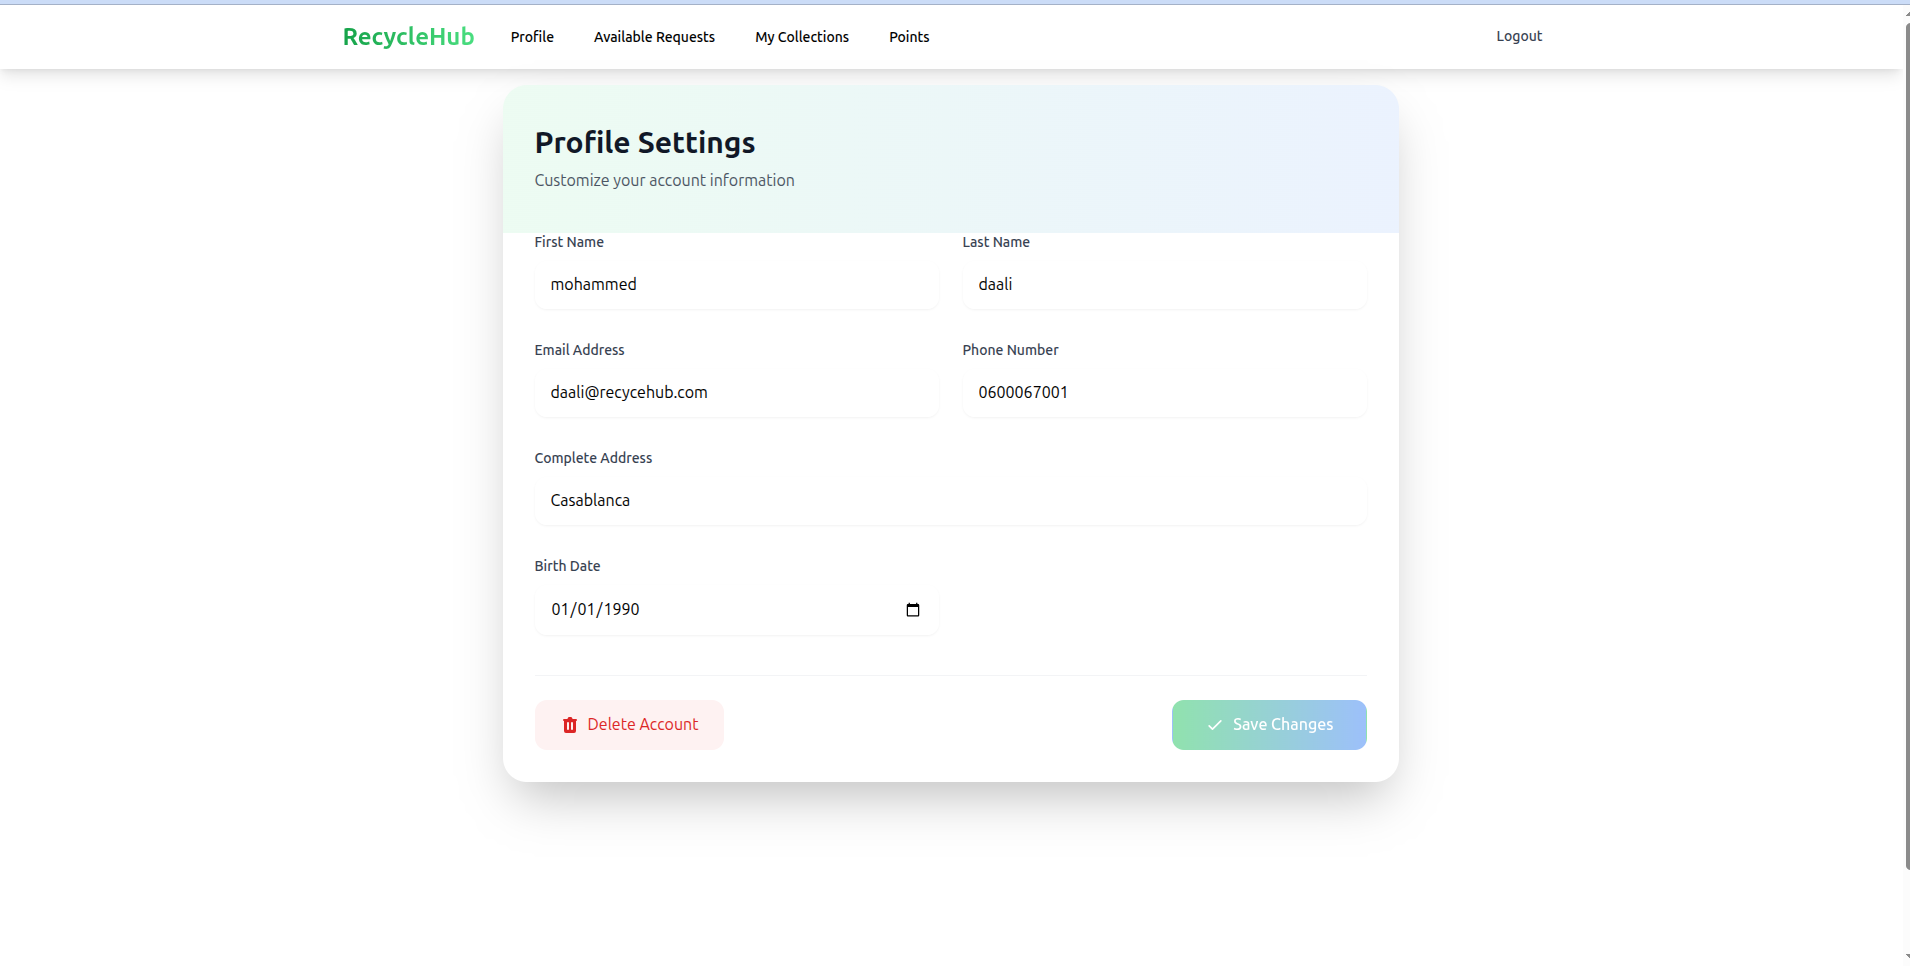 RecycleHub Profile Available Requests My Collections Points Logout
Profile Settings
Customize your account information
First Name Last Name
mohammed daali
Email Address Phone Number
daali@recycehub.com 0600067001
Complete Address
Casablanca
Birth Date
01/01/1990
Delete Account Save Changes